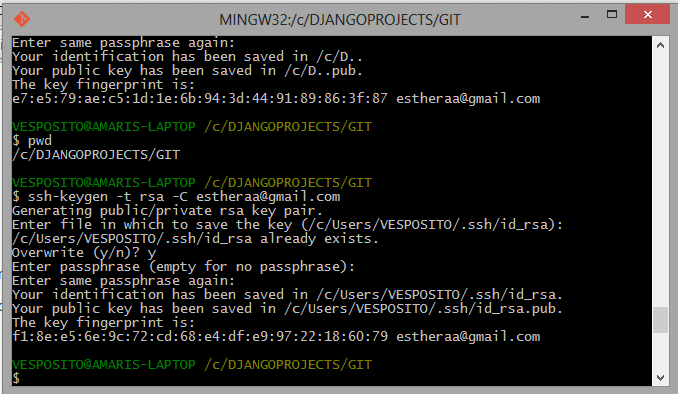 MINGW32:/c/DJANGOPROJECTS/GIT
Enter same passphrase again:
Your identification has been saved in /c/D..
Your public key has been saved in /c/D..pub.
The key fingerprint is:
e7:e5:79:ae:c5:1d:1e:6b:94:3d:44:91:89:86:3f:87 estheraa@gmail.com
VESPOSITO@AMARIS-LAPTOP /c/DJANGOPROJECTS/GIT
$ pwd
/c/DJANGOPROJECTS/GIT
VESPOSITO@AMARIS-LAPTOP /c/DJANGOPROJECTS/GIT
$ ssh-keygen -t rsa -C estheraa@gmail.com
Generating public/private rsa key pair.
Enter file in which to save the key (/c/Users/VESPOSITO/.ssh/id_rsa):
/c/Users/VESPOSITO/.ssh/id_rsa already exists.
Overwrite (y/n)? y
Enter passphrase (empty for no passphrase):
Enter same passphrase again:
Your identification has been saved in /c/Users/VESPOSITO/.ssh/id_rsa.
Your public key has been saved in /c/Users/VESPOSITO/.ssh/id_rsa.pub.
The key fingerprint is:
f1:8e:e5:6e:9c:72:cd:68:e4:df:e9:97:22:18:60:79 estheraa@gmail.com
VESPOSITO@AMARIS-LAPTOP /c/DJANGOPROJECTS/GIT
$